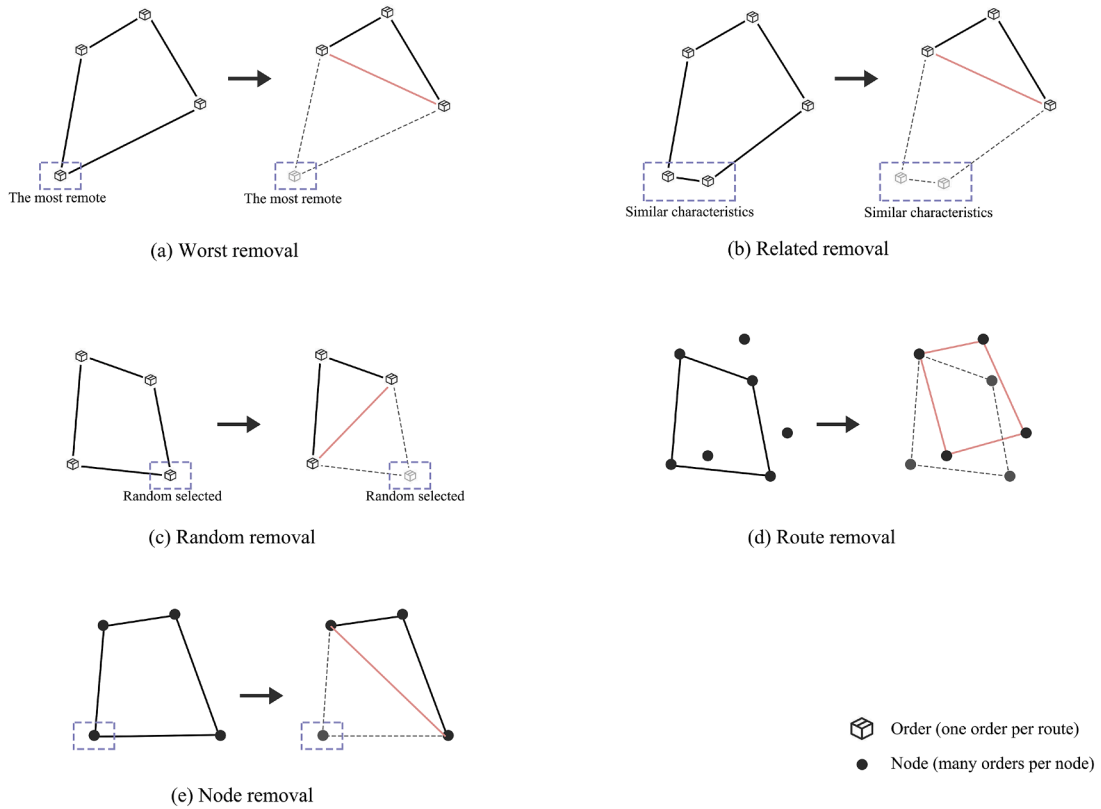 The most remote
The most remote
(a) Worst removal
Similar characteristics
Similar characteristics
(b) Related removal
Random selected
Random selected
(c) Random removal
(d) Route removal
(e) Node removal
Order (one order per route)
Node (many orders per node)